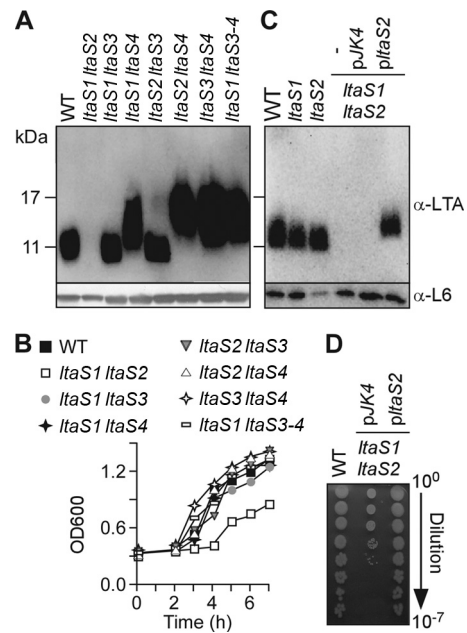 A
WT
ltaS1 ltaS2
ltaS1 ltaS3
ltaS1 ltaS4
ltaS2 ltaS3
ltaS2 ltaS4
ltaS3 ltaS4
ltaS1 ltaS3-4
kDa
17
11
C
WT
ltaS1
ltaS2
-
pJK4
pltaS2
ltaS1
ltaS2
α-LTA
α-L6
B
WT
ltaS1 ltaS2
ltaS1 ltaS3
ltaS1 ltaS4
ltaS2 ltaS3
ltaS2 ltaS4
ltaS3 ltaS4
ltaS1 ltaS3-4
OD600
1.2
0.6
0.0
0 2 4 6
Time (h)
D
WT
pJK4
pltaS2
ltaS1
ltaS2
10⁰
Dilution
10⁻⁷